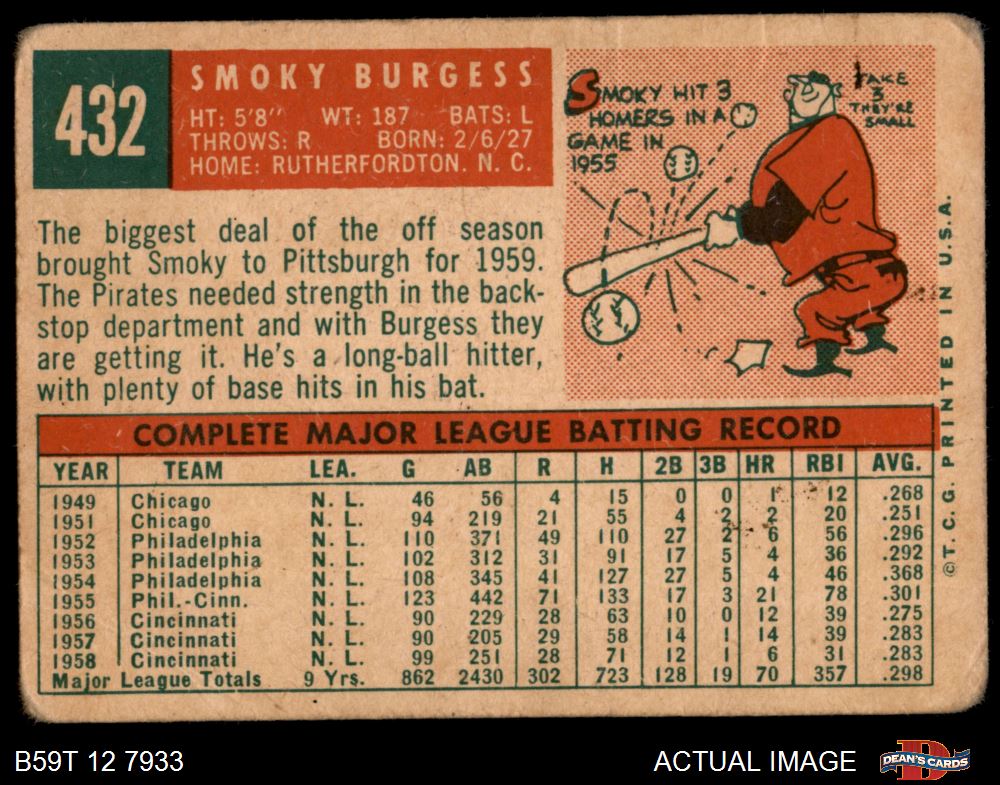 432
SMOKY BURGESS
HT: 5'8" WT: 187 BATS: L
THROWS: R BORN: 2/6/27
HOME: RUTHERFORDTON. N. C.
SMOKY HIT 3
HOMERS IN A
GAME IN
1955
TAKE
3
THEY'RE
SMALL
The biggest deal of the off season
brought Smoky to Pittsburgh for 1959.
The Pirates needed strength in the back-
stop department and with Burgess they
are getting it. He's a long-ball hitter,
with plenty of base hits in his bat.
COMPLETE MAJOR LEAGUE BATTING RECORD
YEAR TEAM LEA. G AB R H 2B 3B HR RBI AVG.
1949 Chicago N. L. 46 56 4 15 0 0 1 12 .268
1951 Chicago N. L. 94 219 21 55 4 2 2 20 .251
1952 Philadelphia N. L. 110 371 49 110 27 2 6 56 .296
1953 Philadelphia N. L. 102 312 31 91 17 5 4 36 .292
1954 Philadelphia N. L. 108 345 41 127 27 5 4 46 .368
1955 Phil.-Cinn. N. L. 123 442 71 133 17 3 21 78 .301
1956 Cincinnati N. L. 90 229 28 63 10 0 12 39 .275
1957 Cincinnati N. L. 90 205 29 58 14 1 14 39 .283
1958 Cincinnati N. L. 99 251 28 71 12 1 6 31 .283
Major League Totals 9 Yrs. 862 2430 302 723 128 19 70 357 .298
©T. C. G. PRINTED IN U.S.A.
B59T 12 7933
ACTUAL IMAGE
D
DEAN'S CARDS